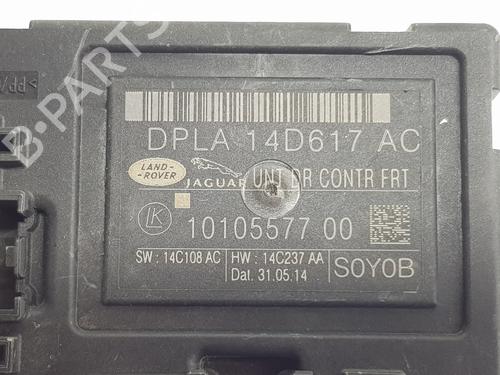 DPLA 14D617 AC
LAND-
ROVER
JAGUAR
UNT DR CONTR FRT
LK
10105577 00
SW : 14C108 AC
HW : 14C237 AA
Dat. 31.05.14
S0Y0B
B-PARTS